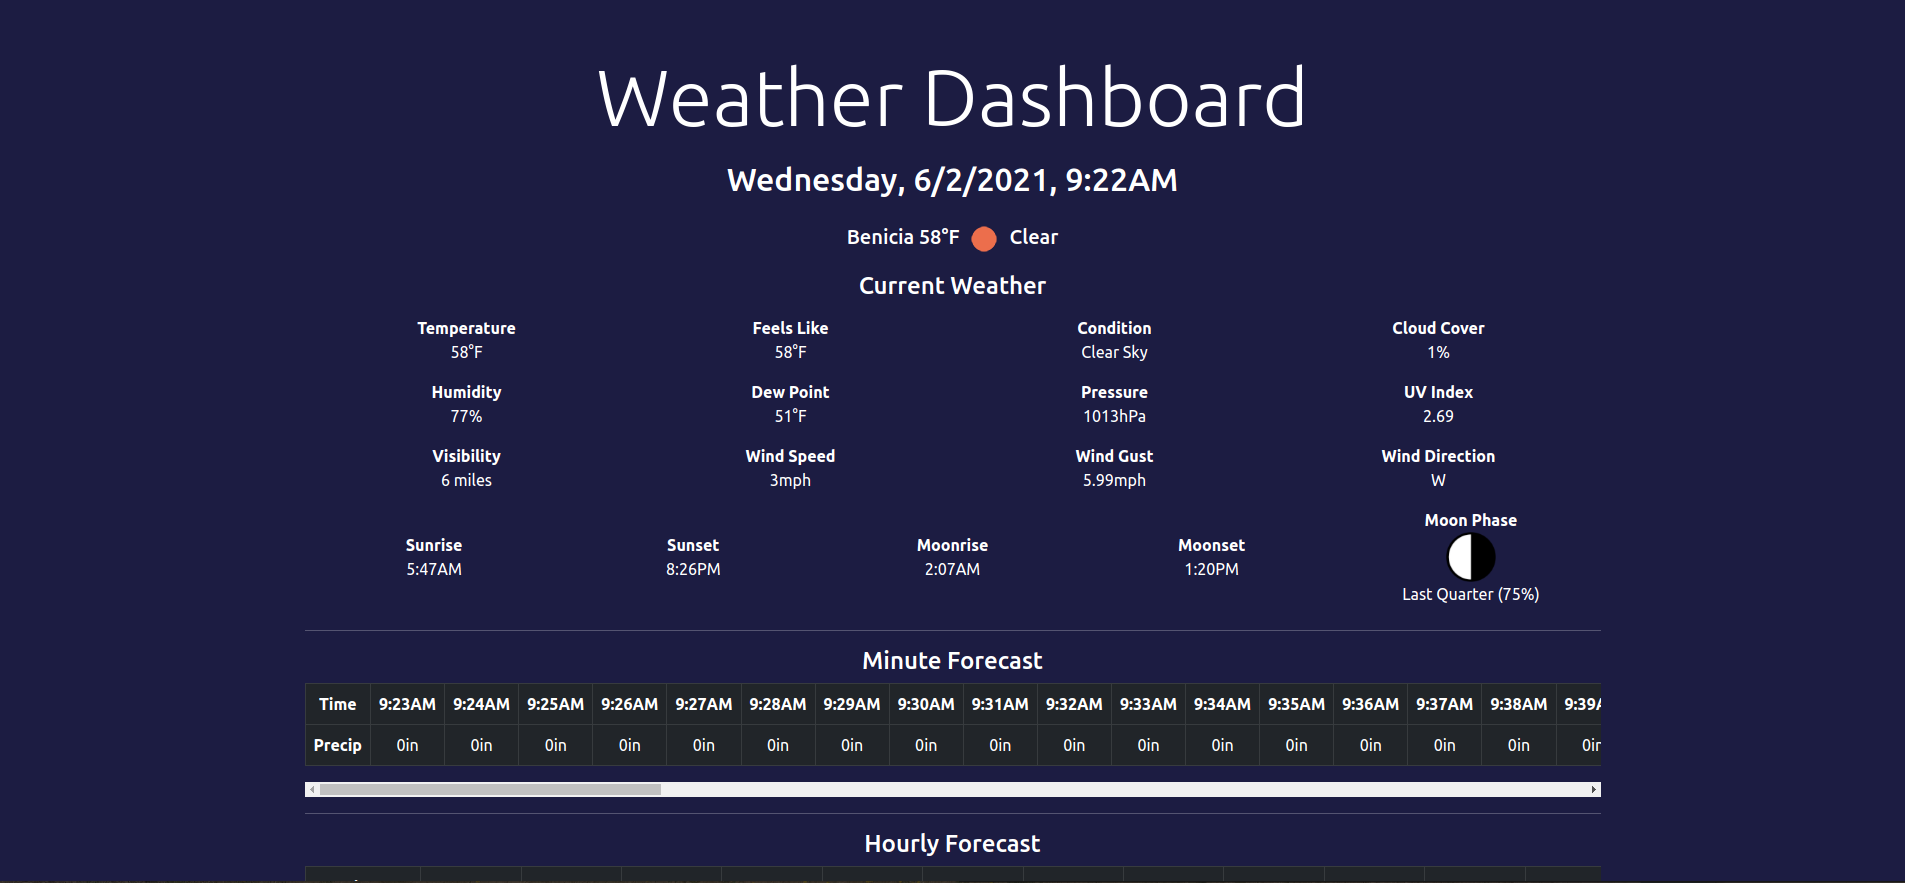 Weather Dashboard
Wednesday, 6/2/2021, 9:22AM
Benicia 58°F Clear
Current Weather
Temperature Feels Like Condition Cloud Cover
58°F 58°F Clear Sky 1%
Humidity Dew Point Pressure UV Index
77% 51°F 1013hPa 2.69
Visibility Wind Speed Wind Gust Wind Direction
6 miles 3mph 5.99mph W
Moon Phase
Sunrise Sunset Moonrise Moonset
5:47AM 8:26PM 2:07AM 1:20PM
Last Quarter (75%)
Minute Forecast
Time 9:23AM 9:24AM 9:25AM 9:26AM 9:27AM 9:28AM 9:29AM 9:30AM 9:31AM 9:32AM 9:33AM 9:34AM 9:35AM 9:36AM 9:37AM 9:38AM 9:39A
Precip 0in 0in 0in 0in 0in 0in 0in 0in 0in 0in 0in 0in 0in 0in 0in 0in 0in
Hourly Forecast